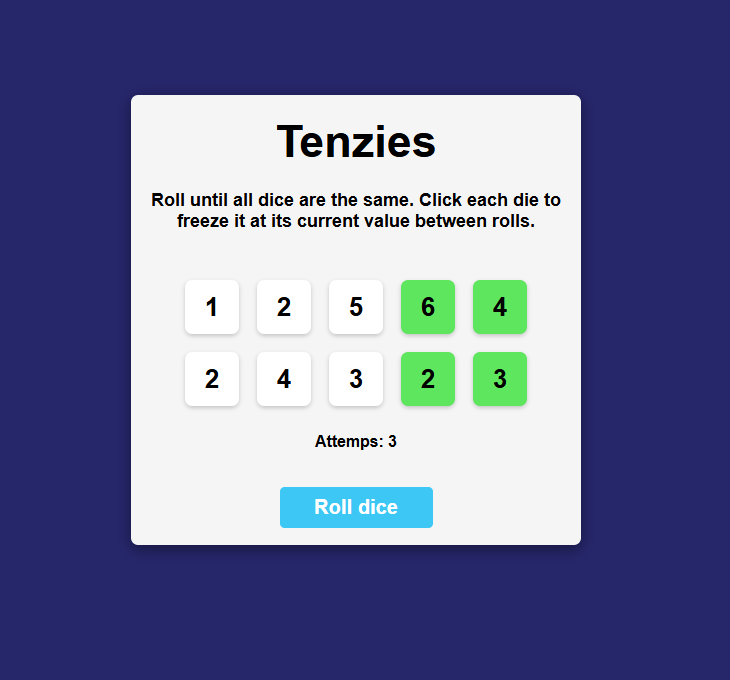 Tenzies
Roll until all dice are the same. Click each die to
freeze it at its current value between rolls.
1 2 5 6 4
2 4 3 2 3
Attemps: 3
Roll dice